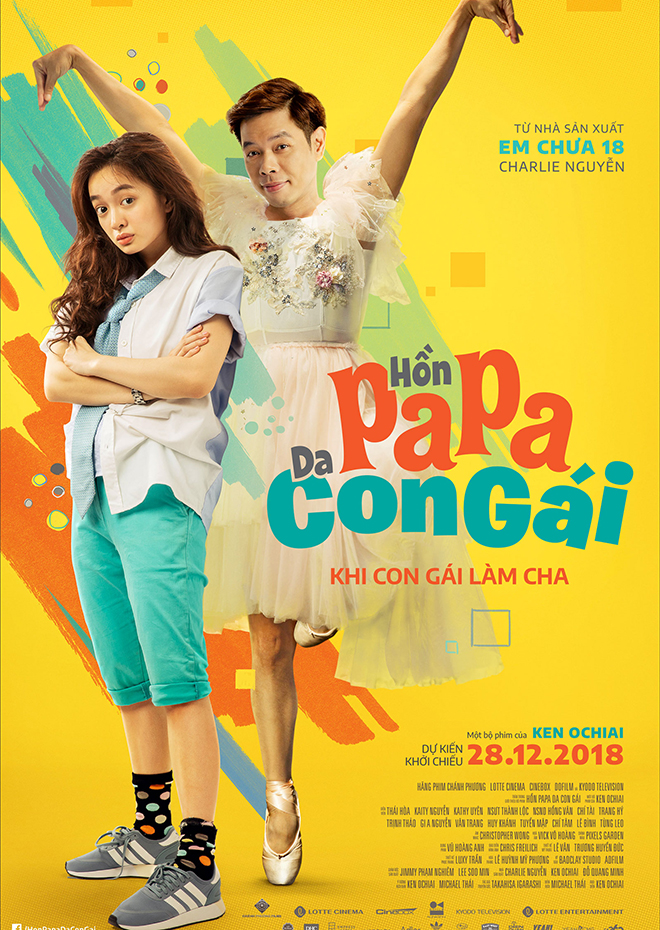 TỪ NHÀ SẢN XUẤT
EM CHƯA 18
CHARLIE NGUYỄN
HỒN
PAPA
DA
CON GÁI
KHI CON GÁI LÀM CHA
Một bộ phim của KEN OCHIAI
DỰ KIẾN
KHỞI CHIẾU 28.12.2018
HÃNG PHIM CHÁNH PHƯƠNG LOTTE CINEMA CINEBOX ODFILM KYODO TELEVISION
HỒN PAPA DA CON GÁI KEN OCHIAI
THÁI HÒA KAITY NGUYỄN KATHY UYÊN NSƯT THÀNH LỘC NSND HỒNG VÂN CHÍ TÀI TRANG HÝ
TRỊNH THẢO GI A NGUYỄN VÂN TRANG HUY KHÁNH TUYỀN MẬP CHÍ TÂM LÊ BÌNH TÙNG LEO
CHRISTOPHER WONG VICK VÕ HOÀNG PIXELS GARDEN
VŨ HOÀNG ANH CHRIS FREILICH LÊ VĂN TRƯƠNG HUYỀN ĐỨC
LUXY TRẦN LÊ HUỲNH MỸ PHƯƠNG BADCLAY STUDIO ADFILM
JIMMY PHẠM NGHIÊM LEE SOO MIN CHARLIE NGUYỄN KEN OCHIAI ĐỖ QUANG MINH
KEN OCHIAI MICHAEL THÁI TAKAHISA IGARASHI MICHAEL THÁI KEN OCHIAI
LOTTE CINEMA CINEBOX KYODO TELEVISION LOTTE ENTERTAINMENT
/HonPapaDaConGai